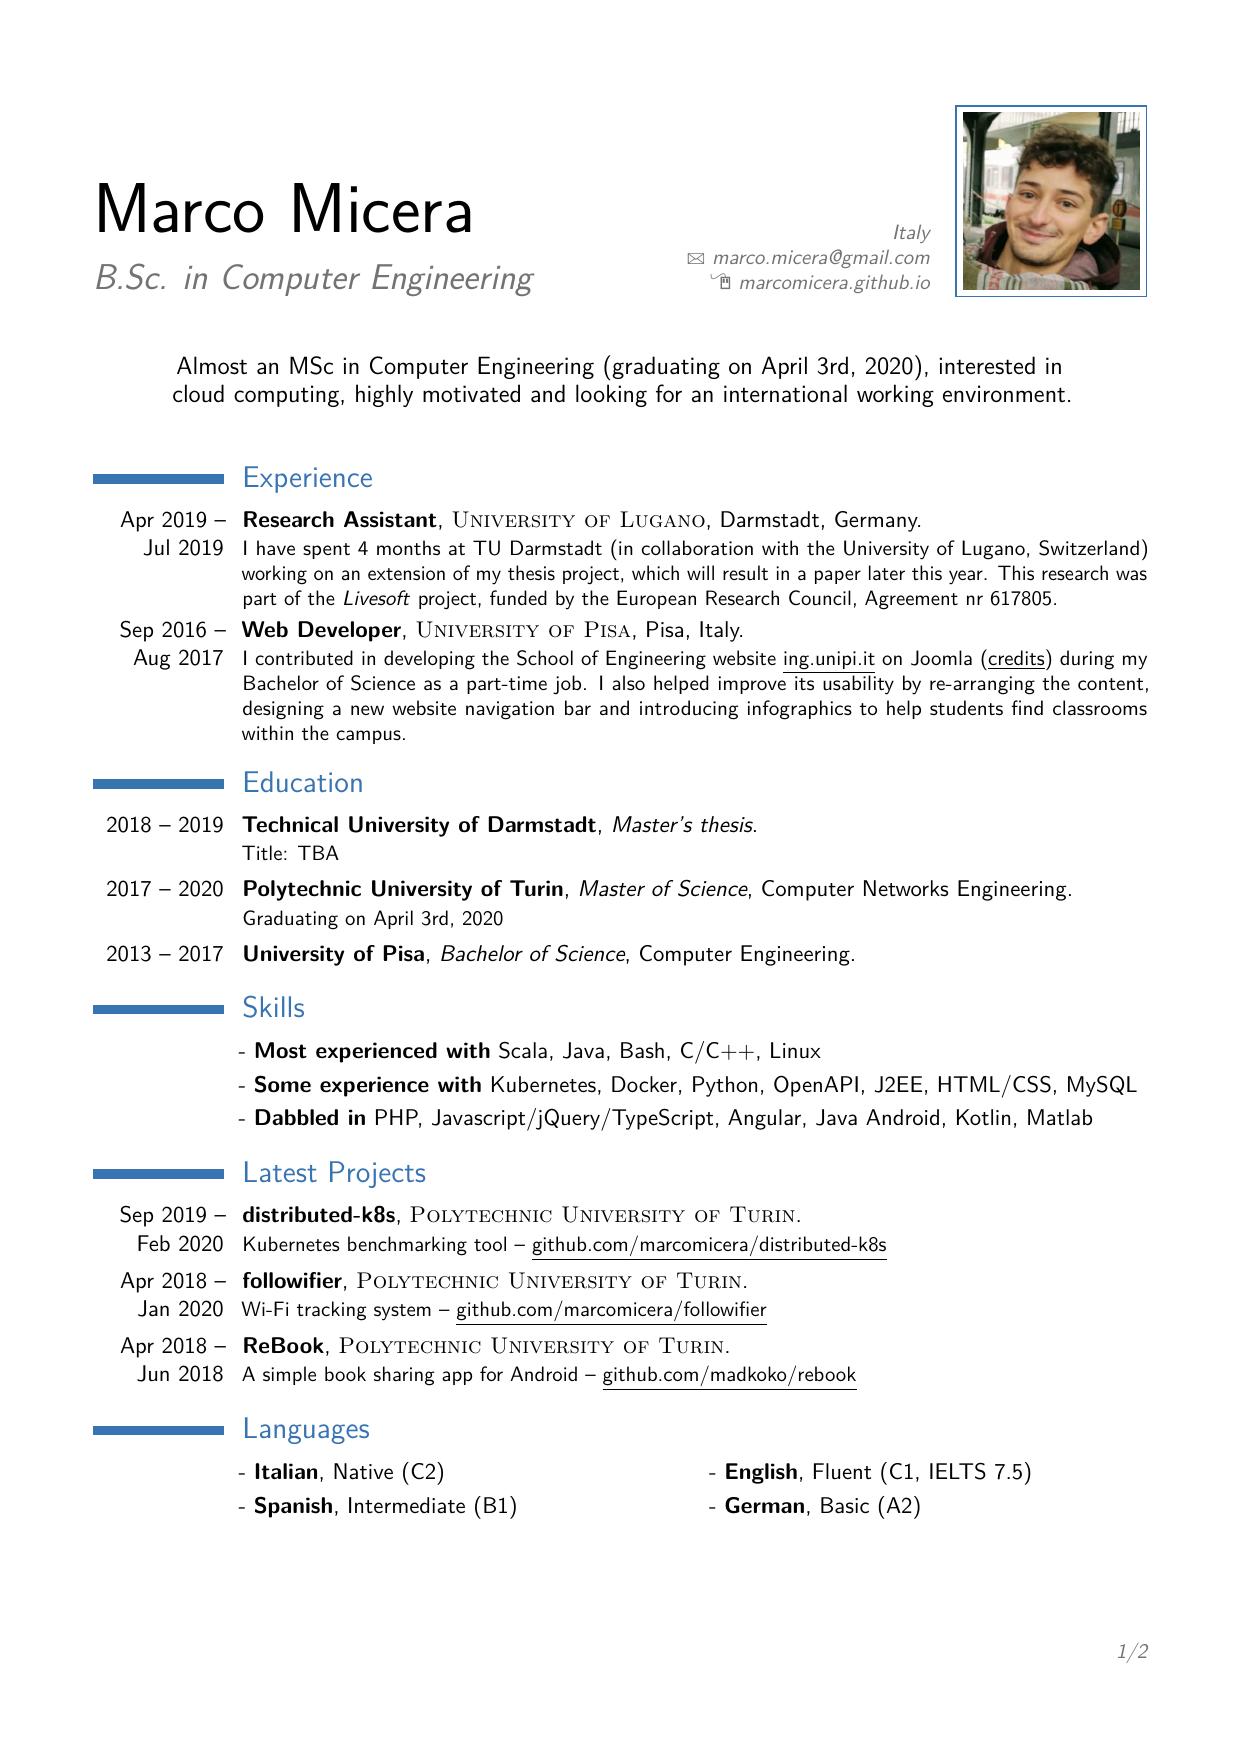 Marco Micera
B.Sc. in Computer Engineering
Italy
marco.micera@gmail.com
marcomicera.github.io
Almost an MSc in Computer Engineering (graduating on April 3rd, 2020), interested in
cloud computing, highly motivated and looking for an international working environment.
Experience
Apr 2019 – Research Assistant, University of Lugano, Darmstadt, Germany.
Jul 2019 I have spent 4 months at TU Darmstadt (in collaboration with the University of Lugano, Switzerland)
working on an extension of my thesis project, which will result in a paper later this year. This research was
part of the Livesoft project, funded by the European Research Council, Agreement nr 617805.
Sep 2016 – Web Developer, University of Pisa, Pisa, Italy.
Aug 2017 I contributed in developing the School of Engineering website ing.unipi.it on Joomla (credits) during my
Bachelor of Science as a part-time job. I also helped improve its usability by re-arranging the content,
designing a new website navigation bar and introducing infographics to help students find classrooms
within the campus.
Education
2018 – 2019 Technical University of Darmstadt, Master's thesis.
Title: TBA
2017 – 2020 Polytechnic University of Turin, Master of Science, Computer Networks Engineering.
Graduating on April 3rd, 2020
2013 – 2017 University of Pisa, Bachelor of Science, Computer Engineering.
Skills
- Most experienced with Scala, Java, Bash, C/C++, Linux
- Some experience with Kubernetes, Docker, Python, OpenAPI, J2EE, HTML/CSS, MySQL
- Dabbled in PHP, Javascript/jQuery/TypeScript, Angular, Java Android, Kotlin, Matlab
Latest Projects
Sep 2019 – distributed-k8s, Polytechnic University of Turin.
Feb 2020 Kubernetes benchmarking tool – github.com/marcomicera/distributed-k8s
Apr 2018 – followifier, Polytechnic University of Turin.
Jan 2020 Wi-Fi tracking system – github.com/marcomicera/followifier
Apr 2018 – ReBook, Polytechnic University of Turin.
Jun 2018 A simple book sharing app for Android – github.com/madkoko/rebook
Languages
- Italian, Native (C2) - English, Fluent (C1, IELTS 7.5)
- Spanish, Intermediate (B1) - German, Basic (A2)
1/2